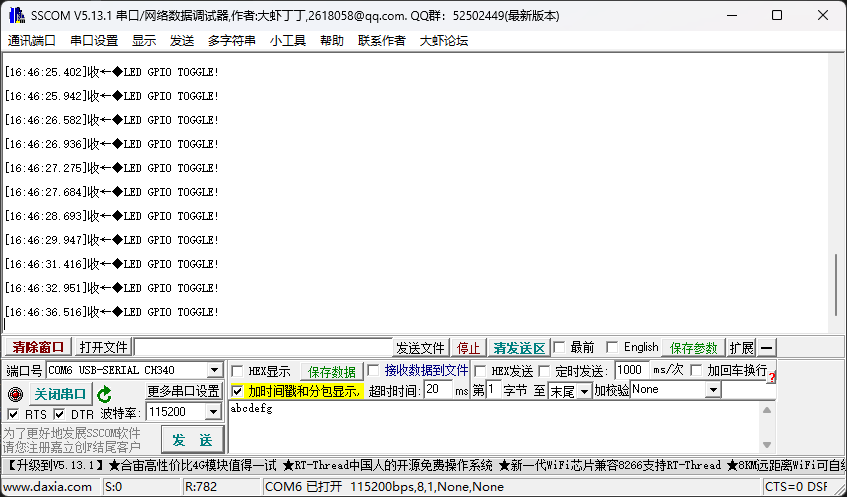 SSCOM V5.13.1 串口/网络数据调试器,作者:大虾丁丁,2618058@qq.com. QQ群：52502449(最新版本)
通讯端口 串口设置 显示 发送 多字符串 小工具 帮助 联系作者 大虾论坛
[16:46:25.402]收←◆LED GPIO TOGGLE!
[16:46:25.942]收←◆LED GPIO TOGGLE!
[16:46:26.582]收←◆LED GPIO TOGGLE!
[16:46:26.936]收←◆LED GPIO TOGGLE!
[16:46:27.275]收←◆LED GPIO TOGGLE!
[16:46:27.684]收←◆LED GPIO TOGGLE!
[16:46:28.693]收←◆LED GPIO TOGGLE!
[16:46:29.947]收←◆LED GPIO TOGGLE!
[16:46:31.416]收←◆LED GPIO TOGGLE!
[16:46:32.951]收←◆LED GPIO TOGGLE!
[16:46:36.516]收←◆LED GPIO TOGGLE!
清除窗口 打开文件 发送文件 停止 清发送区 最前 English 保存参数 扩展 —
端口号 COM6 USB-SERIAL CH340 HEX显示 保存数据 接收数据到文件 HEX发送 定时发送: 1000 ms/次 加回车换行 ?
关闭串口 更多串口设置 加时间戳和分包显示, 超时时间: 20 ms 第 1 字节 至 末尾 加校验 None
RTS DTR 波特率: 115200 abcdefg
为了更好地发展SSCOM软件
请您注册嘉立创F结尾客户 发 送
【升级到V5.13.1】★合宙高性价比4G模块值得一试 ★RT-Thread中国人的开源免费操作系统 ★新一代WiFi芯片兼容8266支持RT-Thread ★8KM远距离WiFi可自组
www.daxia.com S:0 R:782 COM6 已打开 115200bps,8,1,None,None CTS=0 DSF